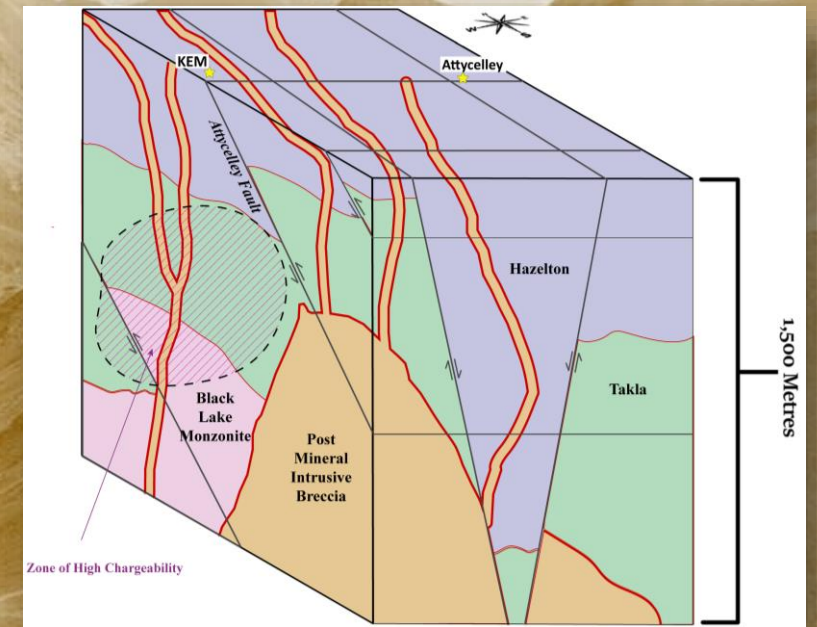 KEM
Attycelley
Attycelley Fault
Hazelton
Takla
Black
Lake
Monzonite
Post
Mineral
Intrusive
Breccia
Zone of High Chargeability
1,500 Metres